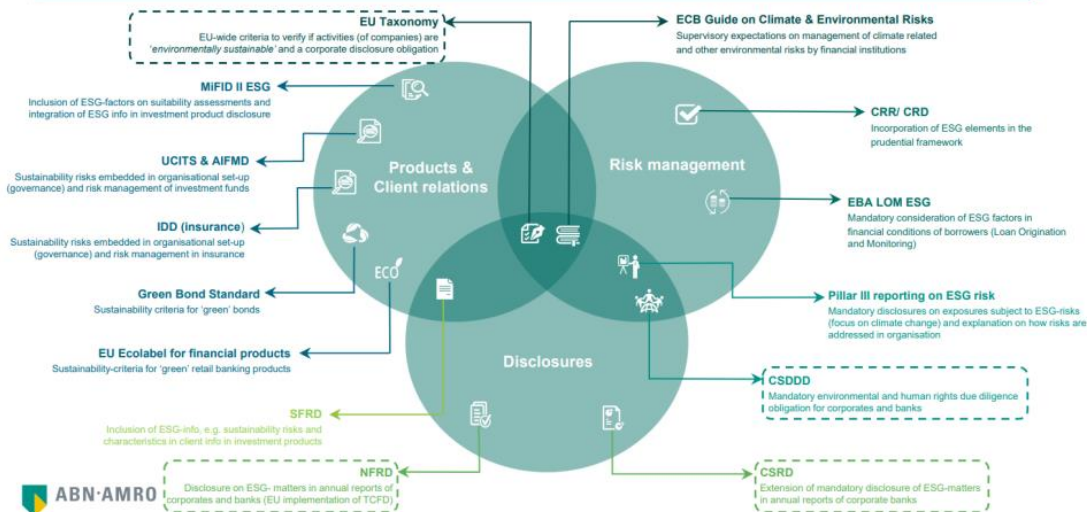 EU Taxonomy
EU-wide criteria to verify if activities (of companies) are
'environmentally sustainable' and a corporate disclosure obligation
ECB Guide on Climate & Environmental Risks
Supervisory expectations on management of climate related
and other environmental risks by financial institutions
MiFID II ESG
Inclusion of ESG-factors on suitability assessments and
integration of ESG info in investment product disclosure
UCITS & AIFMD
Sustainability risks embedded in organisational set-up
(governance) and risk management of investment funds
IDD (insurance)
Sustainability risks embedded in organisational set-up
(governance) and risk management in insurance
Green Bond Standard
Sustainability criteria for 'green' bonds
EU Ecolabel for financial products
Sustainability-criteria for 'green' retail banking products
SFRD
Inclusion of ESG-info, e.g. sustainability risks and
characteristics in client info in investment products
NFRD
Disclosure on ESG- matters in annual reports of
corporates and banks (EU implementation of TCFD)
Products &
Client relations
ECO
Risk management
Disclosures
CRR/ CRD
Incorporation of ESG elements in the
prudential framework
EBA LOM ESG
Mandatory consideration of ESG factors in
financial conditions of borrowers (Loan Origination
and Monitoring)
Pillar III reporting on ESG risk
Mandatory disclosures on exposures subject to ESG-risks
(focus on climate change) and explanation on how risks are
addressed in organisation
CSDDD
Mandatory environmental and human rights due diligence
obligation for corporates and banks
CSRD
Extension of mandatory disclosure of ESG-matters
in annual reports of corporate banks
ABN·AMRO